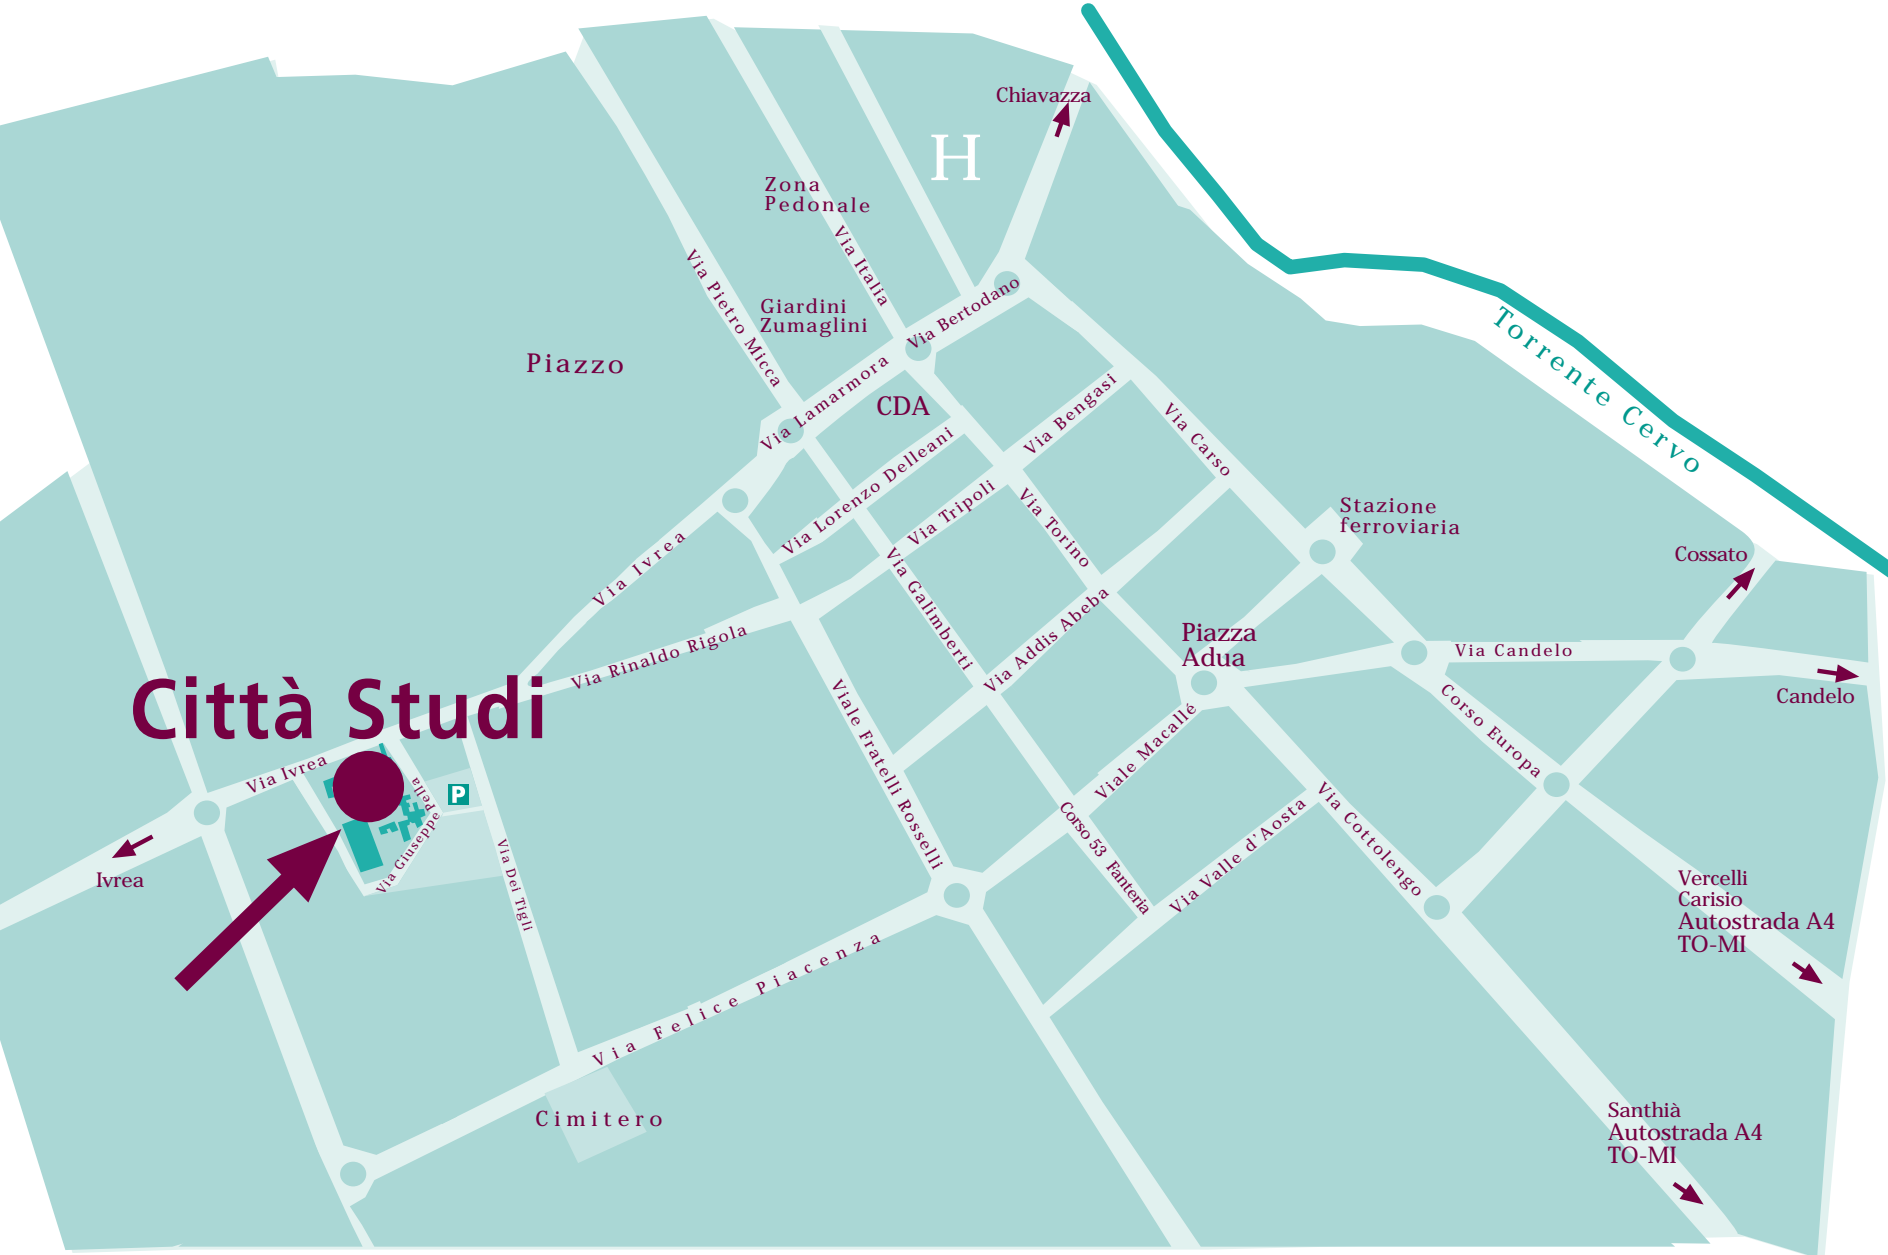 Chiavazza
H
Zona
Pedonale
Via Italia
Via Pietro Micca
Giardini
Zumaglini
Via Bertodano
Torrente Cervo
Piazzo
Via Lamarmora
CDA
Via Bengasi
Via Carso
Via Lorenzo Delleani
Via Tripoli
Via Torino
Stazione
ferroviaria
Cossato
Via Ivrea
Via Galimberti
Via Addis Abeba
Via Rinaldo Rigola
Piazza
Adua
Via Candelo
Candelo
Città Studi
Viale Fratelli Rosselli
Viale Macallé
Corso Europa
Via Ivrea
Via Giuseppe
Pella
P
Via Dei Tigli
Corso 53 Fanteria
Via Valle d'Aosta
Via Cottolengo
Ivrea
Vercelli
Carisio
Autostrada A4
TO-MI
Via Felice Piacenza
Cimitero
Santhià
Autostrada A4
TO-MI